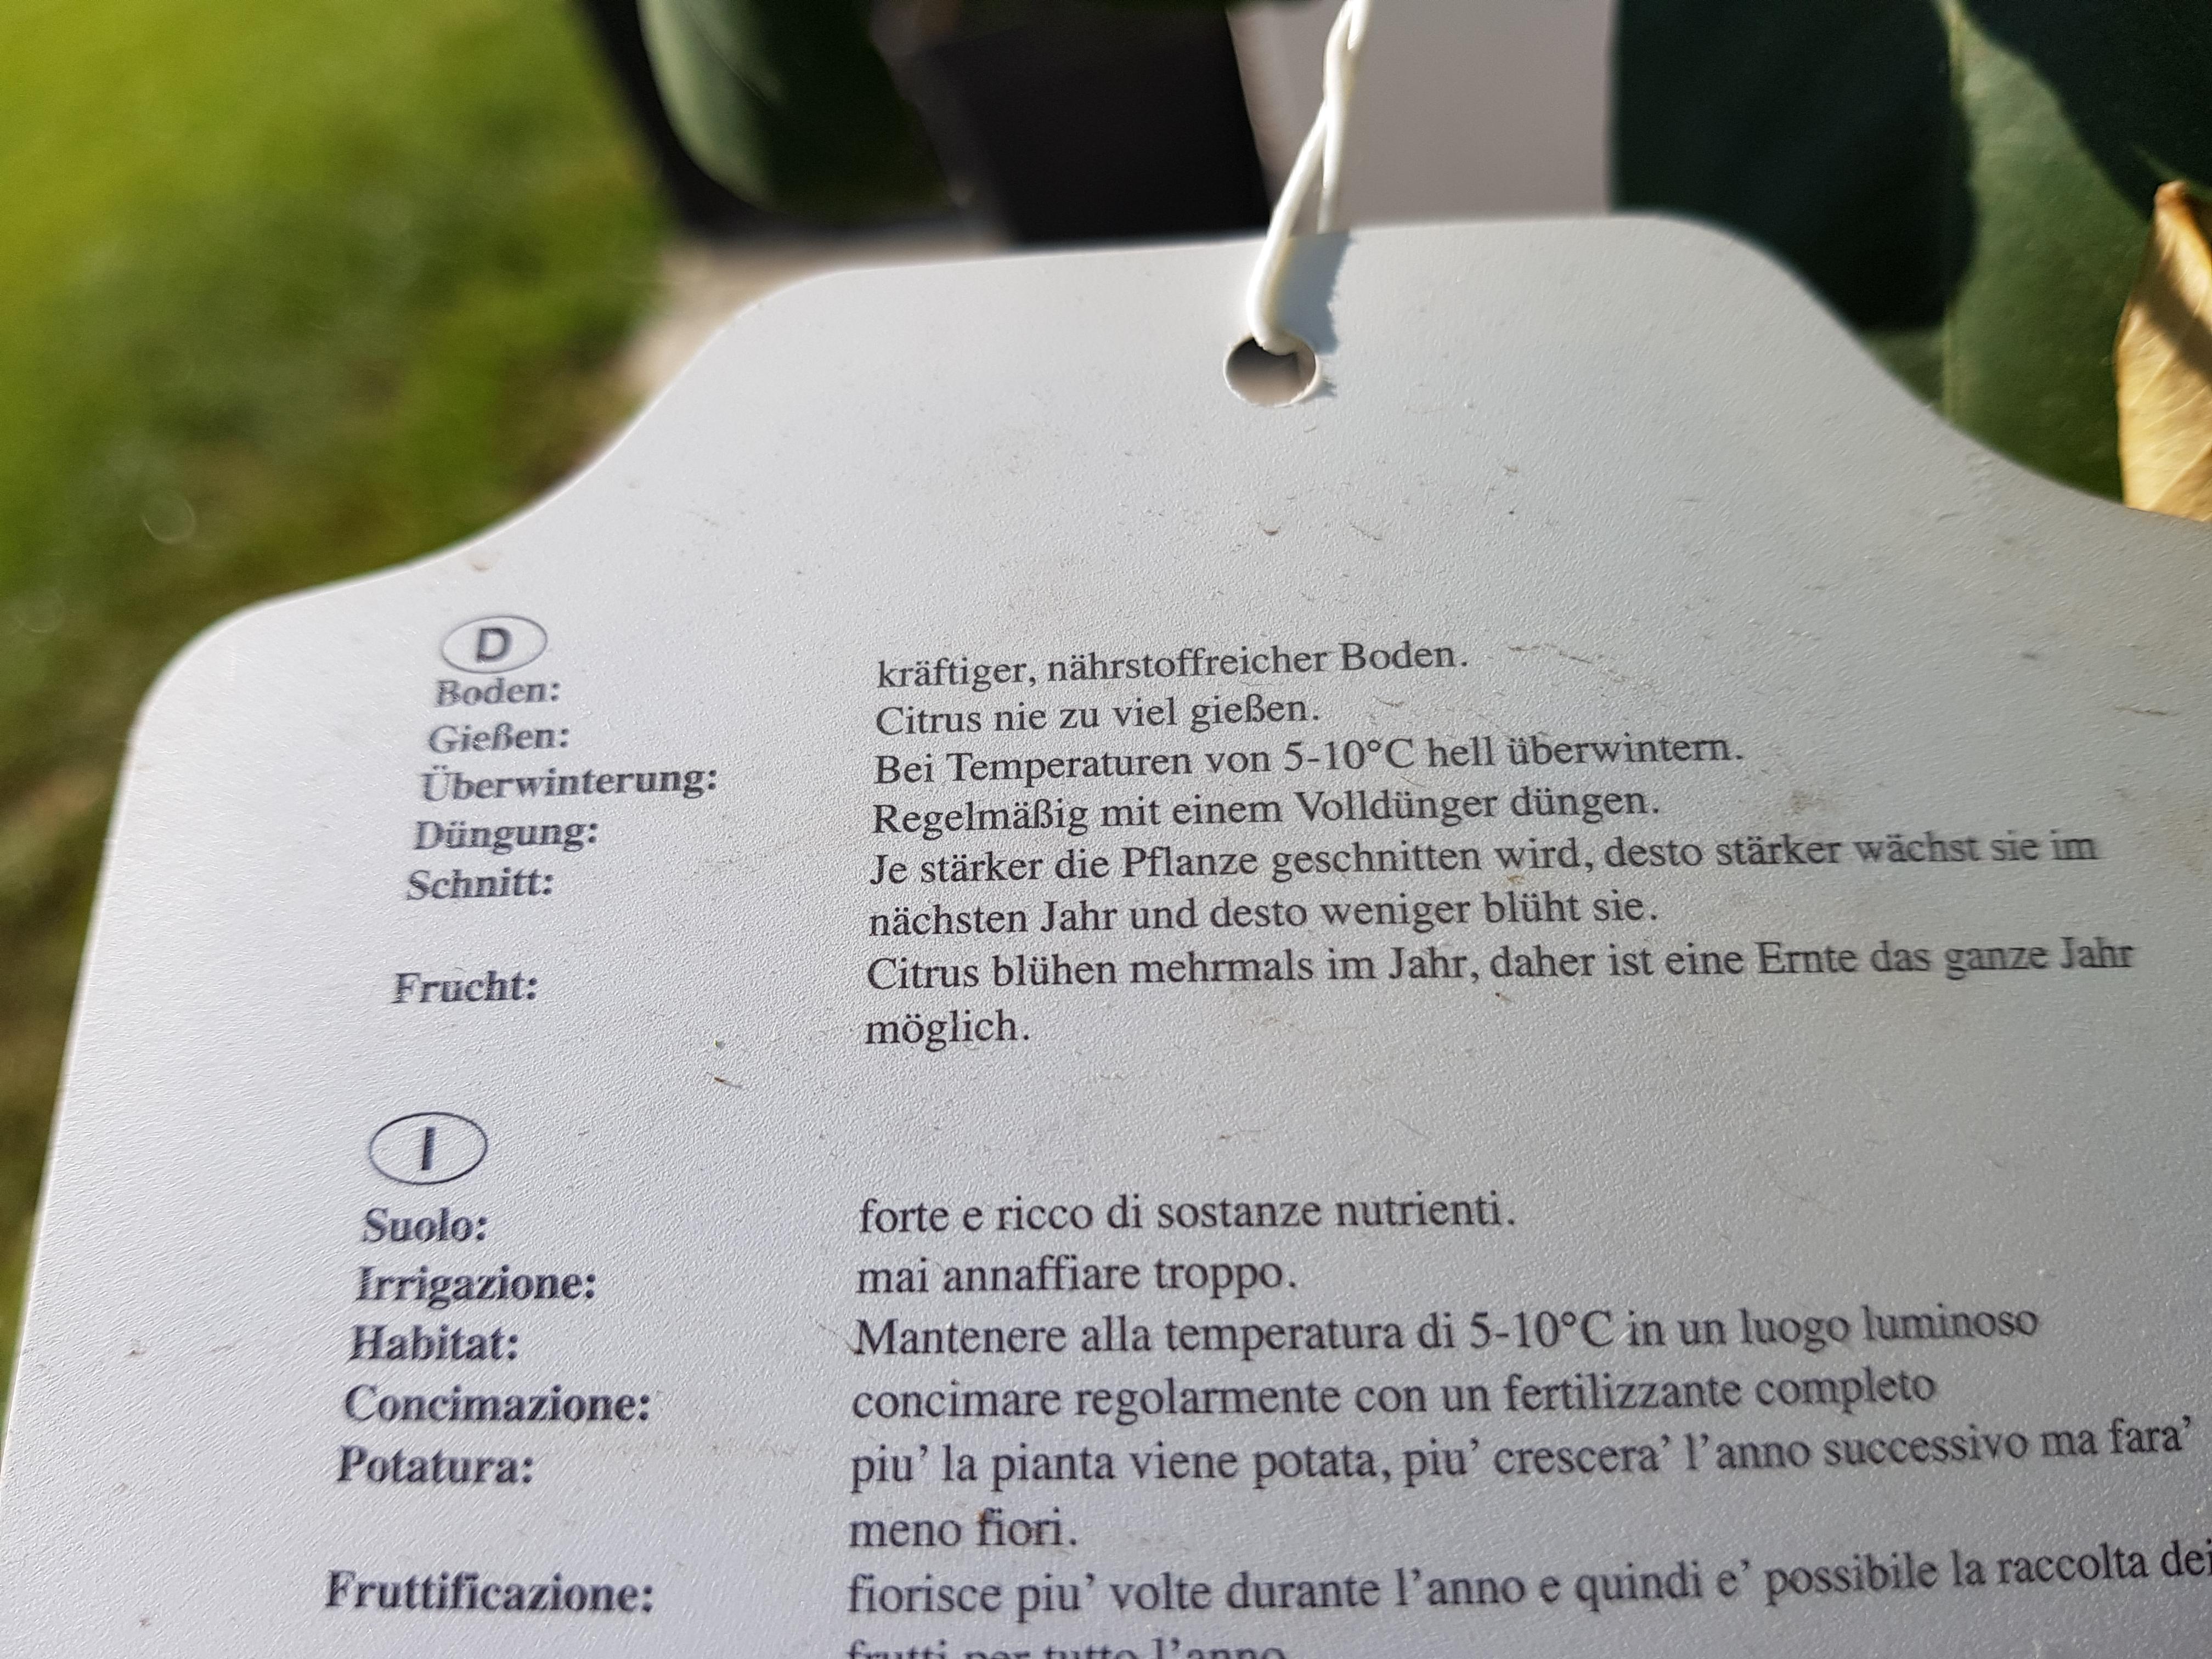 D
Boden: kräftiger, nährstoffreicher Boden.
Gießen: Citrus nie zu viel gießen.
Überwinterung: Bei Temperaturen von 5-10°C hell überwintern.
Düngung: Regelmäßig mit einem Volldünger düngen.
Schnitt: Je stärker die Pflanze geschnitten wird, desto stärker wächst sie im
nächsten Jahr und desto weniger blüht sie.
Frucht: Citrus blühen mehrmals im Jahr, daher ist eine Ernte das ganze Jahr
möglich.
I
Suolo: forte e ricco di sostanze nutrienti.
Irrigazione: mai annaffiare troppo.
Habitat: Mantenere alla temperatura di 5-10°C in un luogo luminoso
Concimazione: concimare regolarmente con un fertilizzante completo
Potatura: piu’ la pianta viene potata, piu’ crescera’ l’anno successivo ma fara’
meno fiori.
Fruttificazione: fiorisce piu’ volte durante l’anno e quindi e’ possibile la raccolta dei
frutti per tutto l’anno